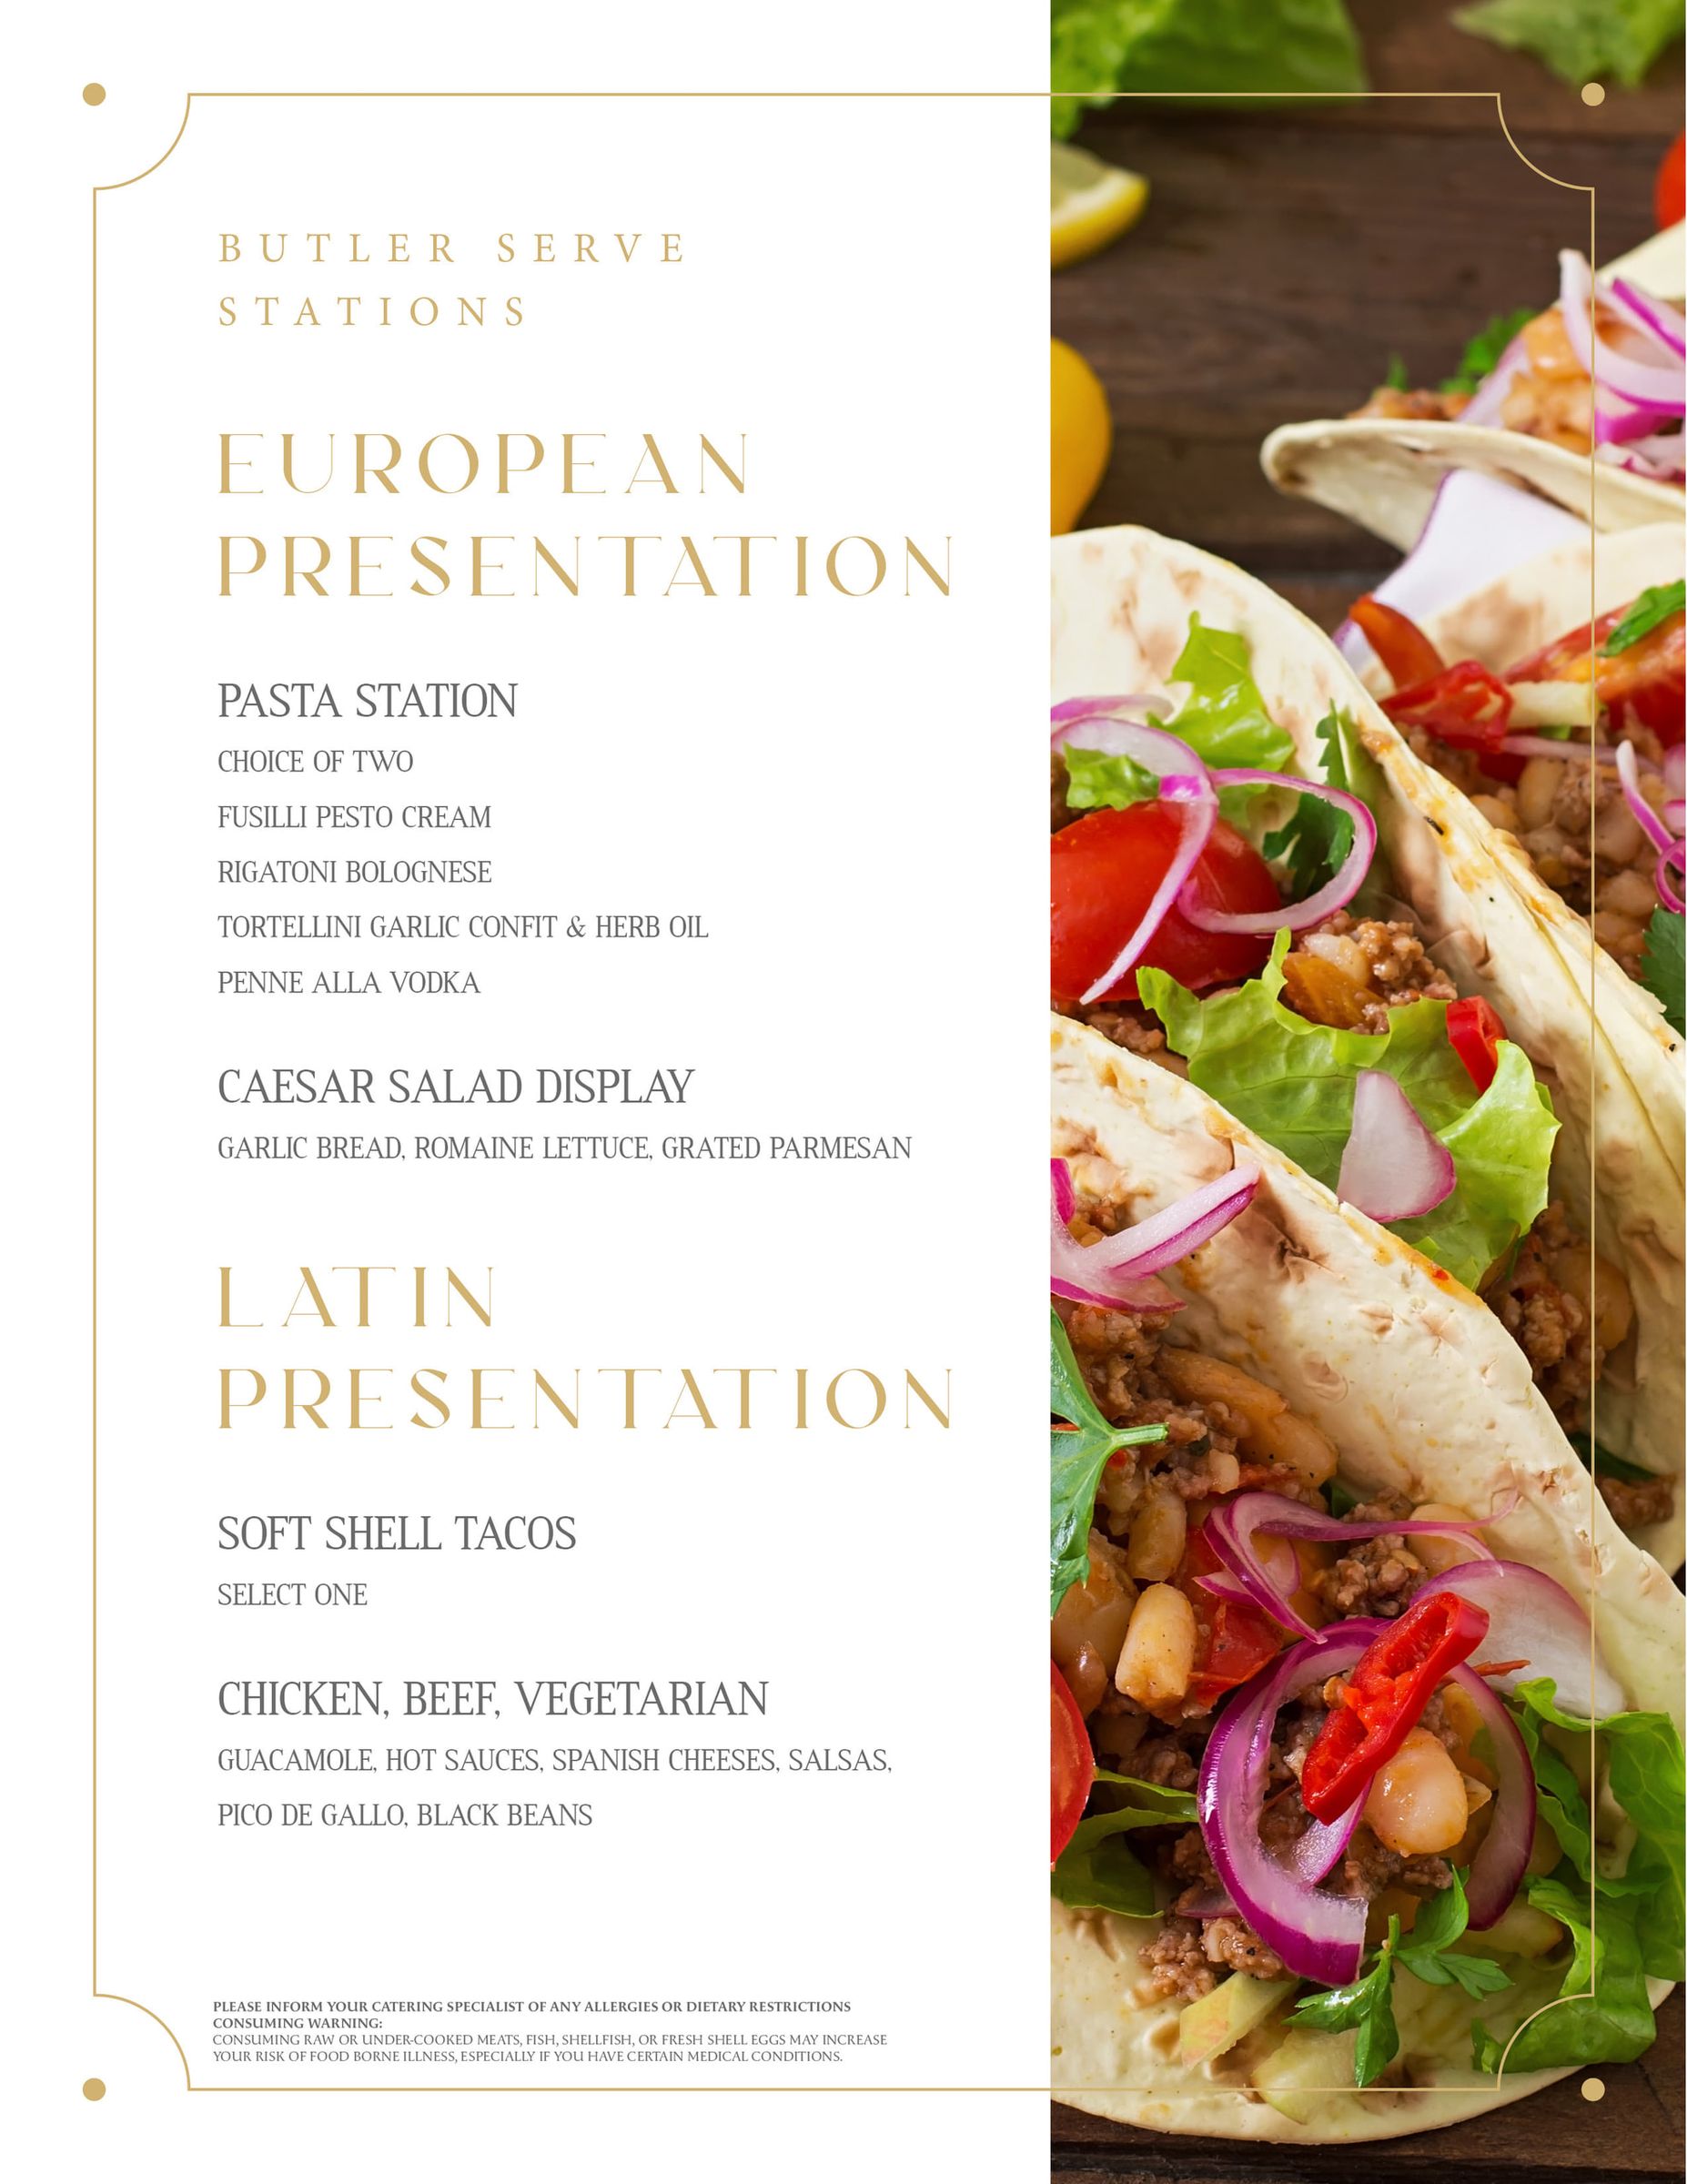 BUTLER SERVE
STATIONS
EUROPEAN
PRESENTATION
PASTA STATION
CHOICE OF TWO
FUSILLI PESTO CREAM
RIGATONI BOLOGNESE
TORTELLINI GARLIC CONFIT & HERB OIL
PENNE ALLA VODKA
CAESAR SALAD DISPLAY
GARLIC BREAD, ROMAINE LETTUCE, GRATED PARMESAN
LATIN
PRESENTATION
SOFT SHELL TACOS
SELECT ONE
CHICKEN, BEEF, VEGETARIAN
GUACAMOLE, HOT SAUCES, SPANISH CHEESES, SALSAS,
PICO DE GALLO, BLACK BEANS
PLEASE INFORM YOUR CATERING SPECIALIST OF ANY ALLERGIES OR DIETARY RESTRICTIONS
CONSUMING WARNING:
CONSUMING RAW OR UNDER-COOKED MEATS, FISH, SHELLFISH, OR FRESH SHELL EGGS MAY INCREASE
YOUR RISK OF FOOD BORNE ILLNESS, ESPECIALLY IF YOU HAVE CERTAIN MEDICAL CONDITIONS.